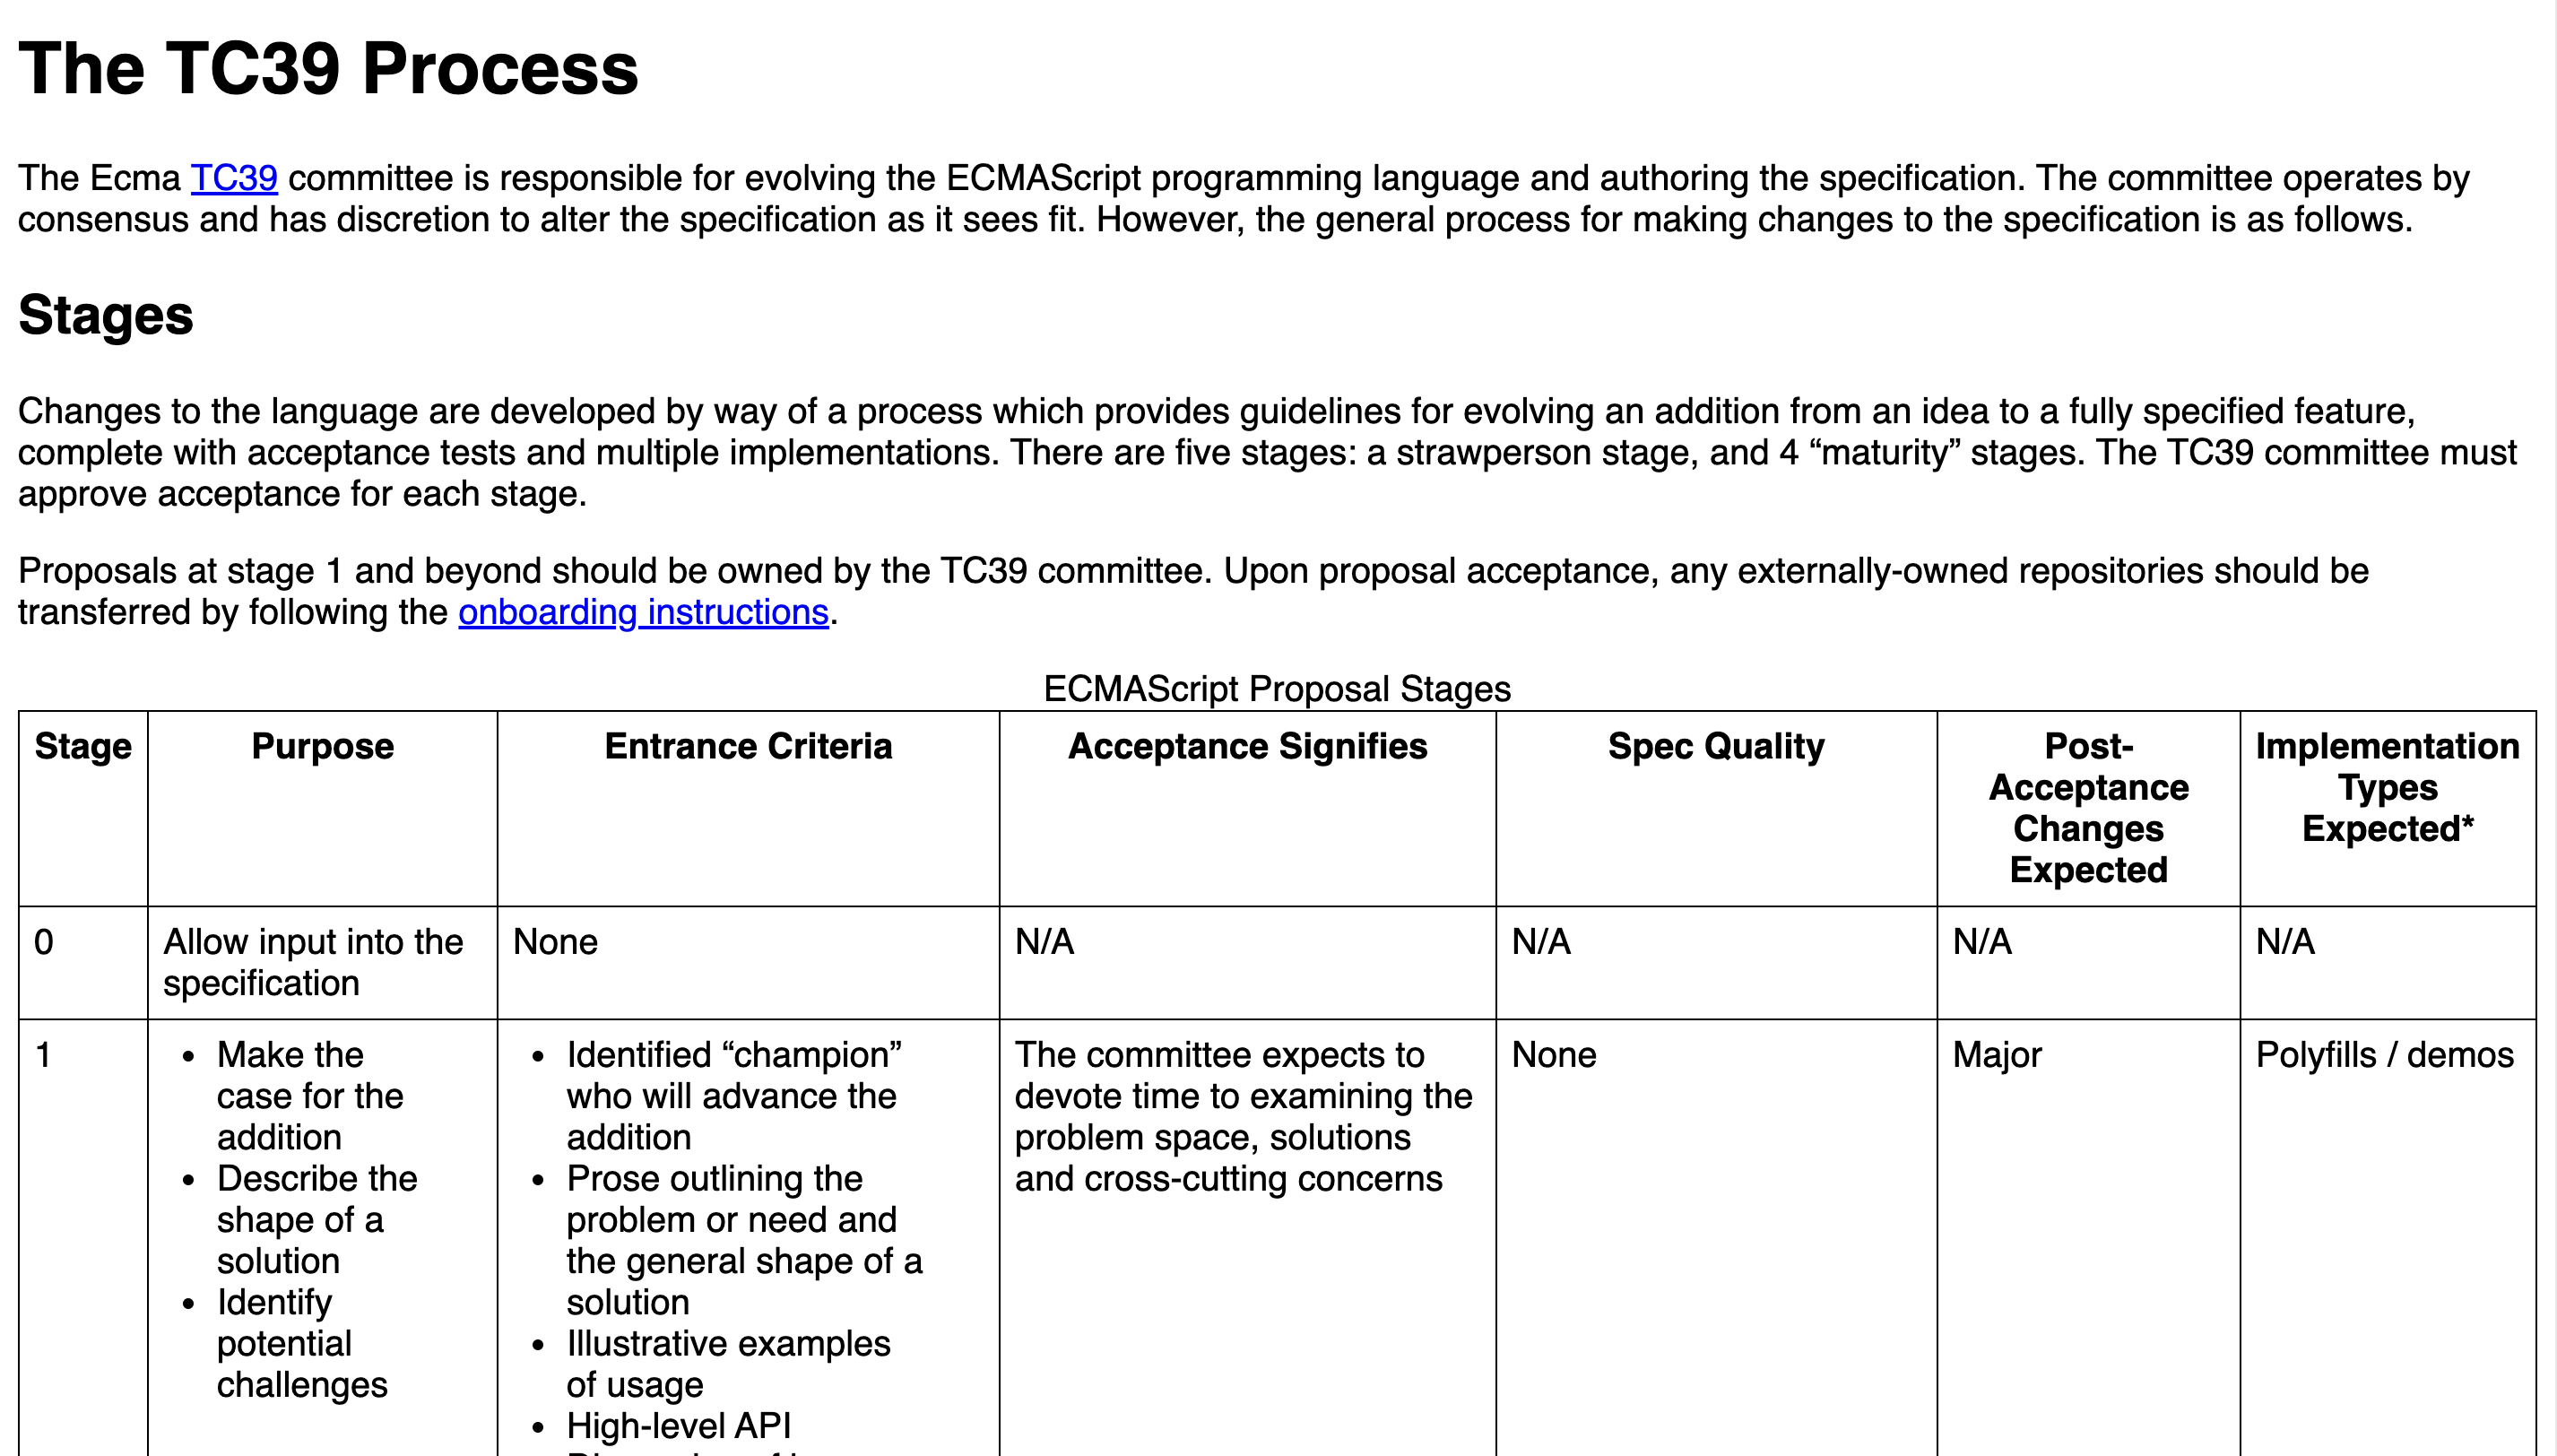 The TC39 Process
The Ecma TC39 committee is responsible for evolving the ECMAScript programming language and authoring the specification. The committee operates by
consensus and has discretion to alter the specification as it sees fit. However, the general process for making changes to the specification is as follows.
Stages
Changes to the language are developed by way of a process which provides guidelines for evolving an addition from an idea to a fully specified feature,
complete with acceptance tests and multiple implementations. There are five stages: a strawperson stage, and 4 “maturity” stages. The TC39 committee must
approve acceptance for each stage.
Proposals at stage 1 and beyond should be owned by the TC39 committee. Upon proposal acceptance, any externally-owned repositories should be
transferred by following the onboarding instructions.
ECMAScript Proposal Stages
Stage
Purpose
Entrance Criteria
Acceptance Signifies
Spec Quality
Post-
Acceptance
Changes
Expected
Implementation
Types
Expected*
0
Allow input into the
specification
None
N/A
N/A
N/A
N/A
1
• Make the
case for the
addition
• Describe the
shape of a
solution
• Identify
potential
challenges
• Identified “champion”
who will advance the
addition
• Prose outlining the
problem or need and
the general shape of a
solution
• Illustrative examples
of usage
• High-level API
The committee expects to
devote time to examining the
problem space, solutions
and cross-cutting concerns
None
Major
Polyfills / demos